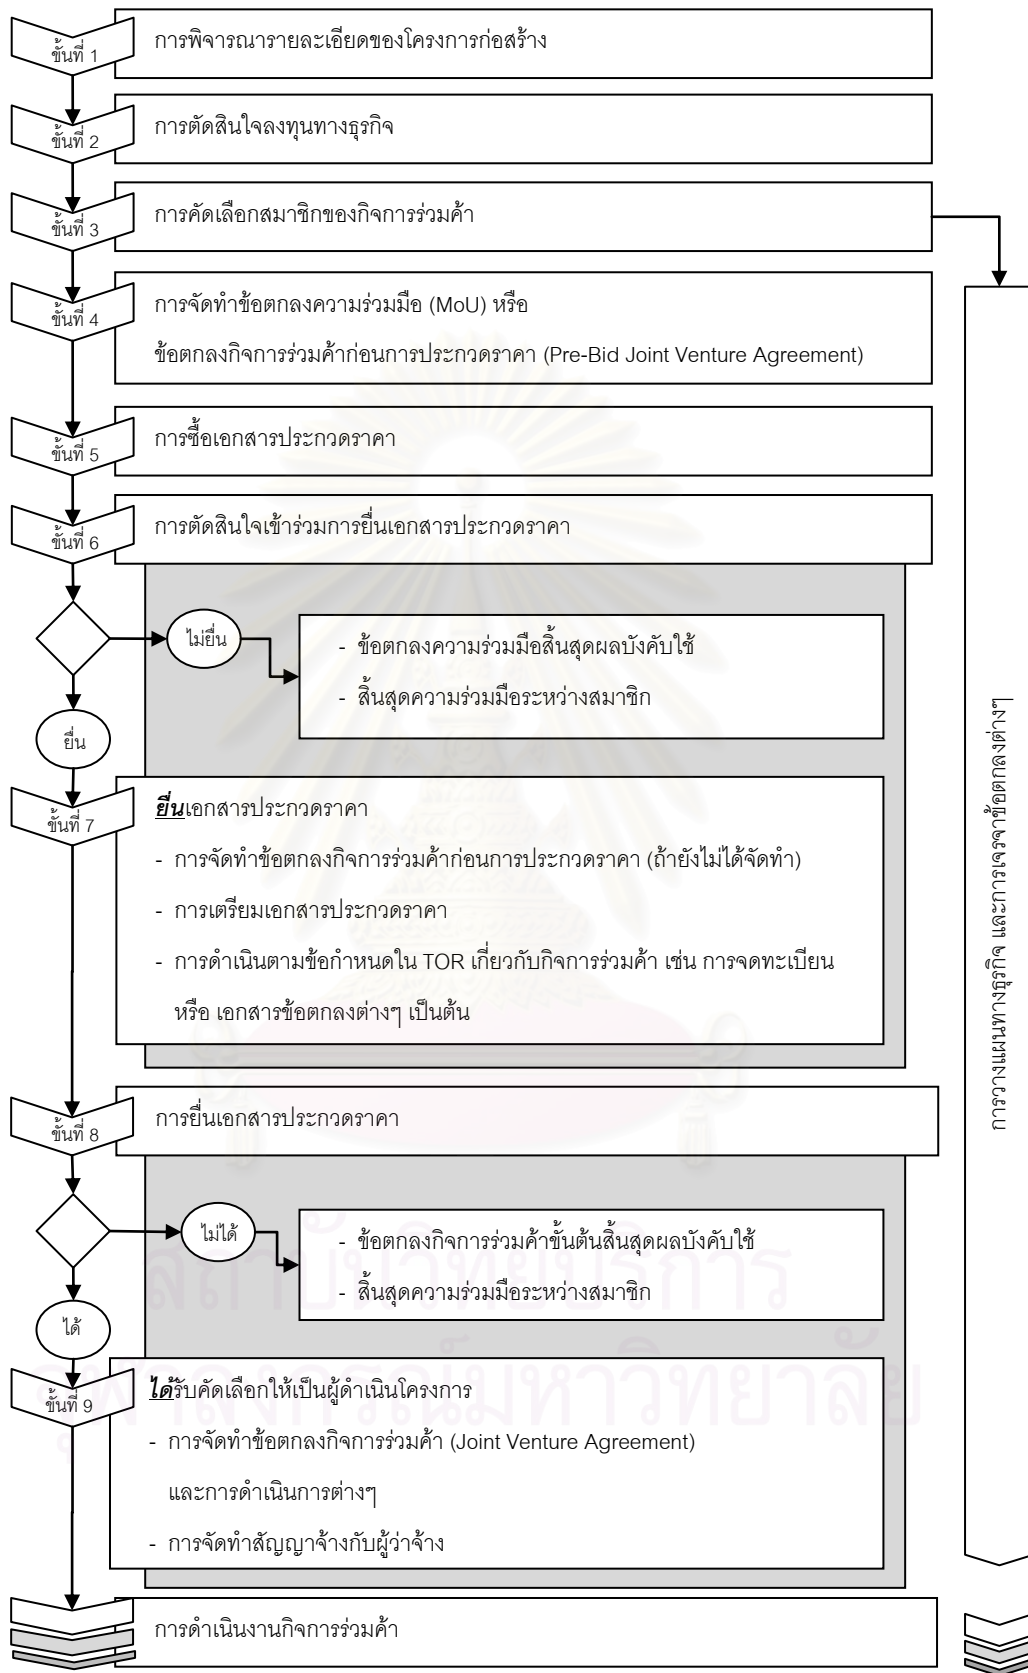 ขั้นที่ 1
การพิจารณารายละเอียดของโครงการก่อสร้าง
ขั้นที่ 2
การตัดสินใจลงทุนทางธุรกิจ
ขั้นที่ 3
การคัดเลือกสมาชิกของกิจการร่วมค้า
ขั้นที่ 4
การจัดทำข้อตกลงความร่วมมือ (MoU) หรือ
ข้อตกลงกิจการร่วมค้าก่อนการประกวดราคา (Pre-Bid Joint Venture Agreement)
ขั้นที่ 5
การซื้อเอกสารประกวดราคา
ขั้นที่ 6
การตัดสินใจเข้าร่วมการยื่นเอกสารประกวดราคา
ไม่ยื่น
- ข้อตกลงความร่วมมือสิ้นสุดผลบังคับใช้
- สิ้นสุดความร่วมมือระหว่างสมาชิก
ยื่น
ขั้นที่ 7
ยื่นเอกสารประกวดราคา
- การจัดทำข้อตกลงกิจการร่วมค้าก่อนการประกวดราคา (ถ้ายังไม่ได้จัดทำ)
- การเตรียมเอกสารประกวดราคา
- การดำเนินตามข้อกำหนดใน TOR เกี่ยวกับกิจการร่วมค้า เช่น การจดทะเบียน
หรือ เอกสารข้อตกลงต่างๆ เป็นต้น
ขั้นที่ 8
การยื่นเอกสารประกวดราคา
ไม่ได้
- ข้อตกลงกิจการร่วมค้าขั้นต้นสิ้นสุดผลบังคับใช้
- สิ้นสุดความร่วมมือระหว่างสมาชิก
ได้
ขั้นที่ 9
ได้รับคัดเลือกให้เป็นผู้ดำเนินโครงการ
- การจัดทำข้อตกลงกิจการร่วมค้า (Joint Venture Agreement)
และการดำเนินการต่างๆ
- การจัดทำสัญญาจ้างกับผู้ว่าจ้าง
การดำเนินงานกิจการร่วมค้า
การวางแผนทางธุรกิจ และการเจรจาข้อตกลงต่างๆ
สถาบันวิทยบริการ
จุฬาลงกรณ์มหาวิทยาลัย